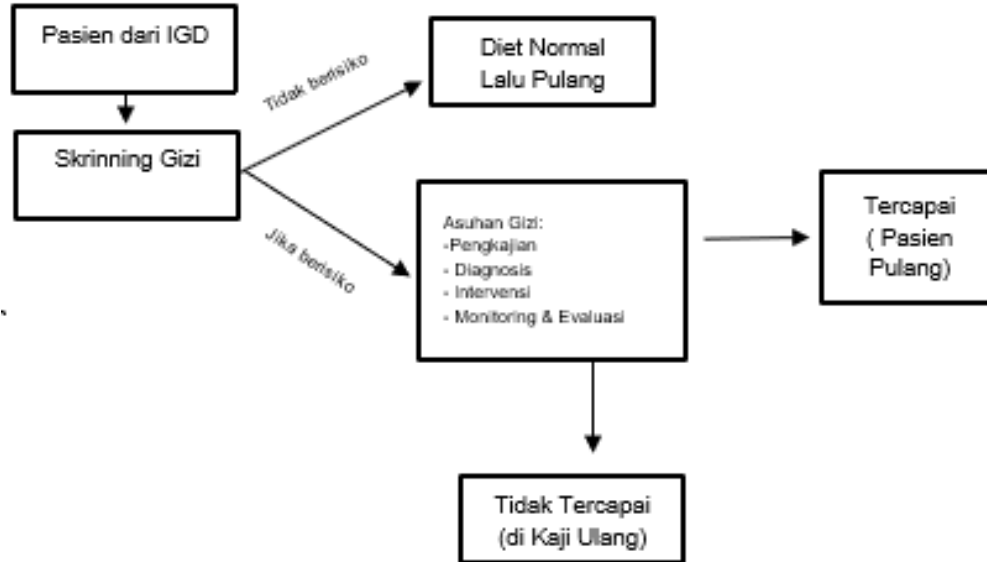 Pasien dari IGD
Diet Normal
Lalu Pulang
Tidak berisiko
Skrinning Gizi
Jika berisiko
Asuhan Gizi:
-Pengkajian
- Diagnosis
- Intervensi
- Monitoring & Evaluasi
Tercapai
( Pasien
Pulang)
Tidak Tercapai
(di Kaji Ulang)